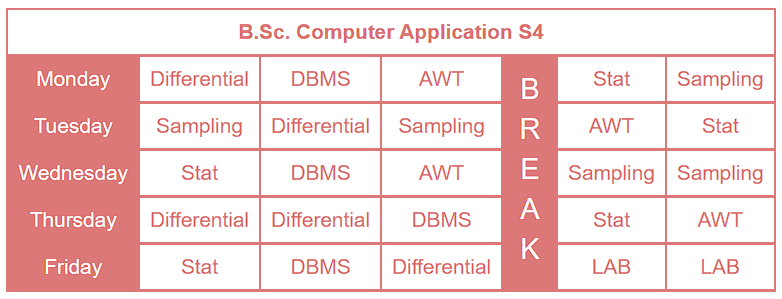 B.Sc. Computer Application S4
Monday Differential DBMS AWT Stat Sampling
Tuesday Sampling Differential Sampling AWT Stat
Wednesday Stat DBMS AWT Sampling Sampling
Thursday Differential Differential DBMS Stat AWT
Friday Stat DBMS Differential LAB LAB
B
R
E
A
K